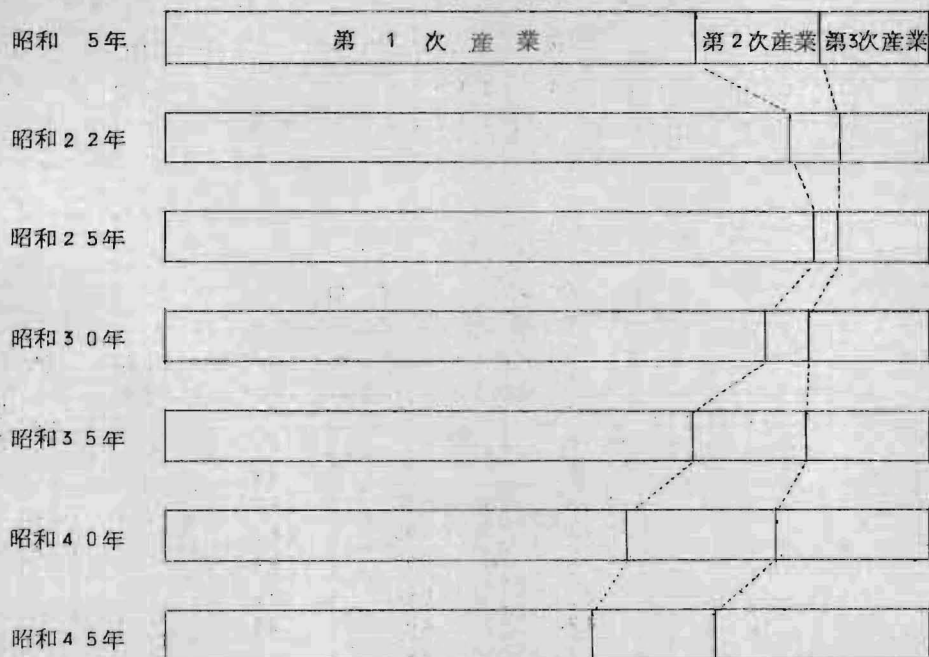 昭和 5年 第1次産業 第2次産業 第3次産業
昭和22年
昭和25年
昭和30年
昭和35年
昭和40年
昭和45年